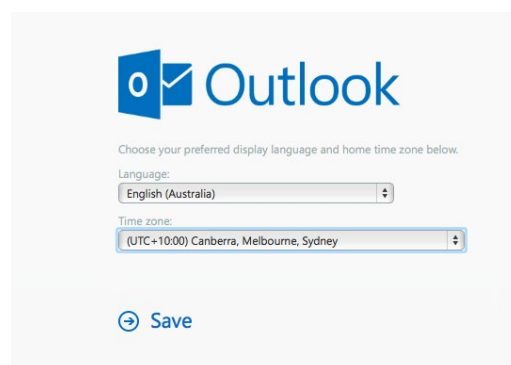 Outlook
Choose your preferred display language and home time zone below.
Language:
English (Australia)
Time zone:
(UTC+10:00) Canberra, Melbourne, Sydney
Save